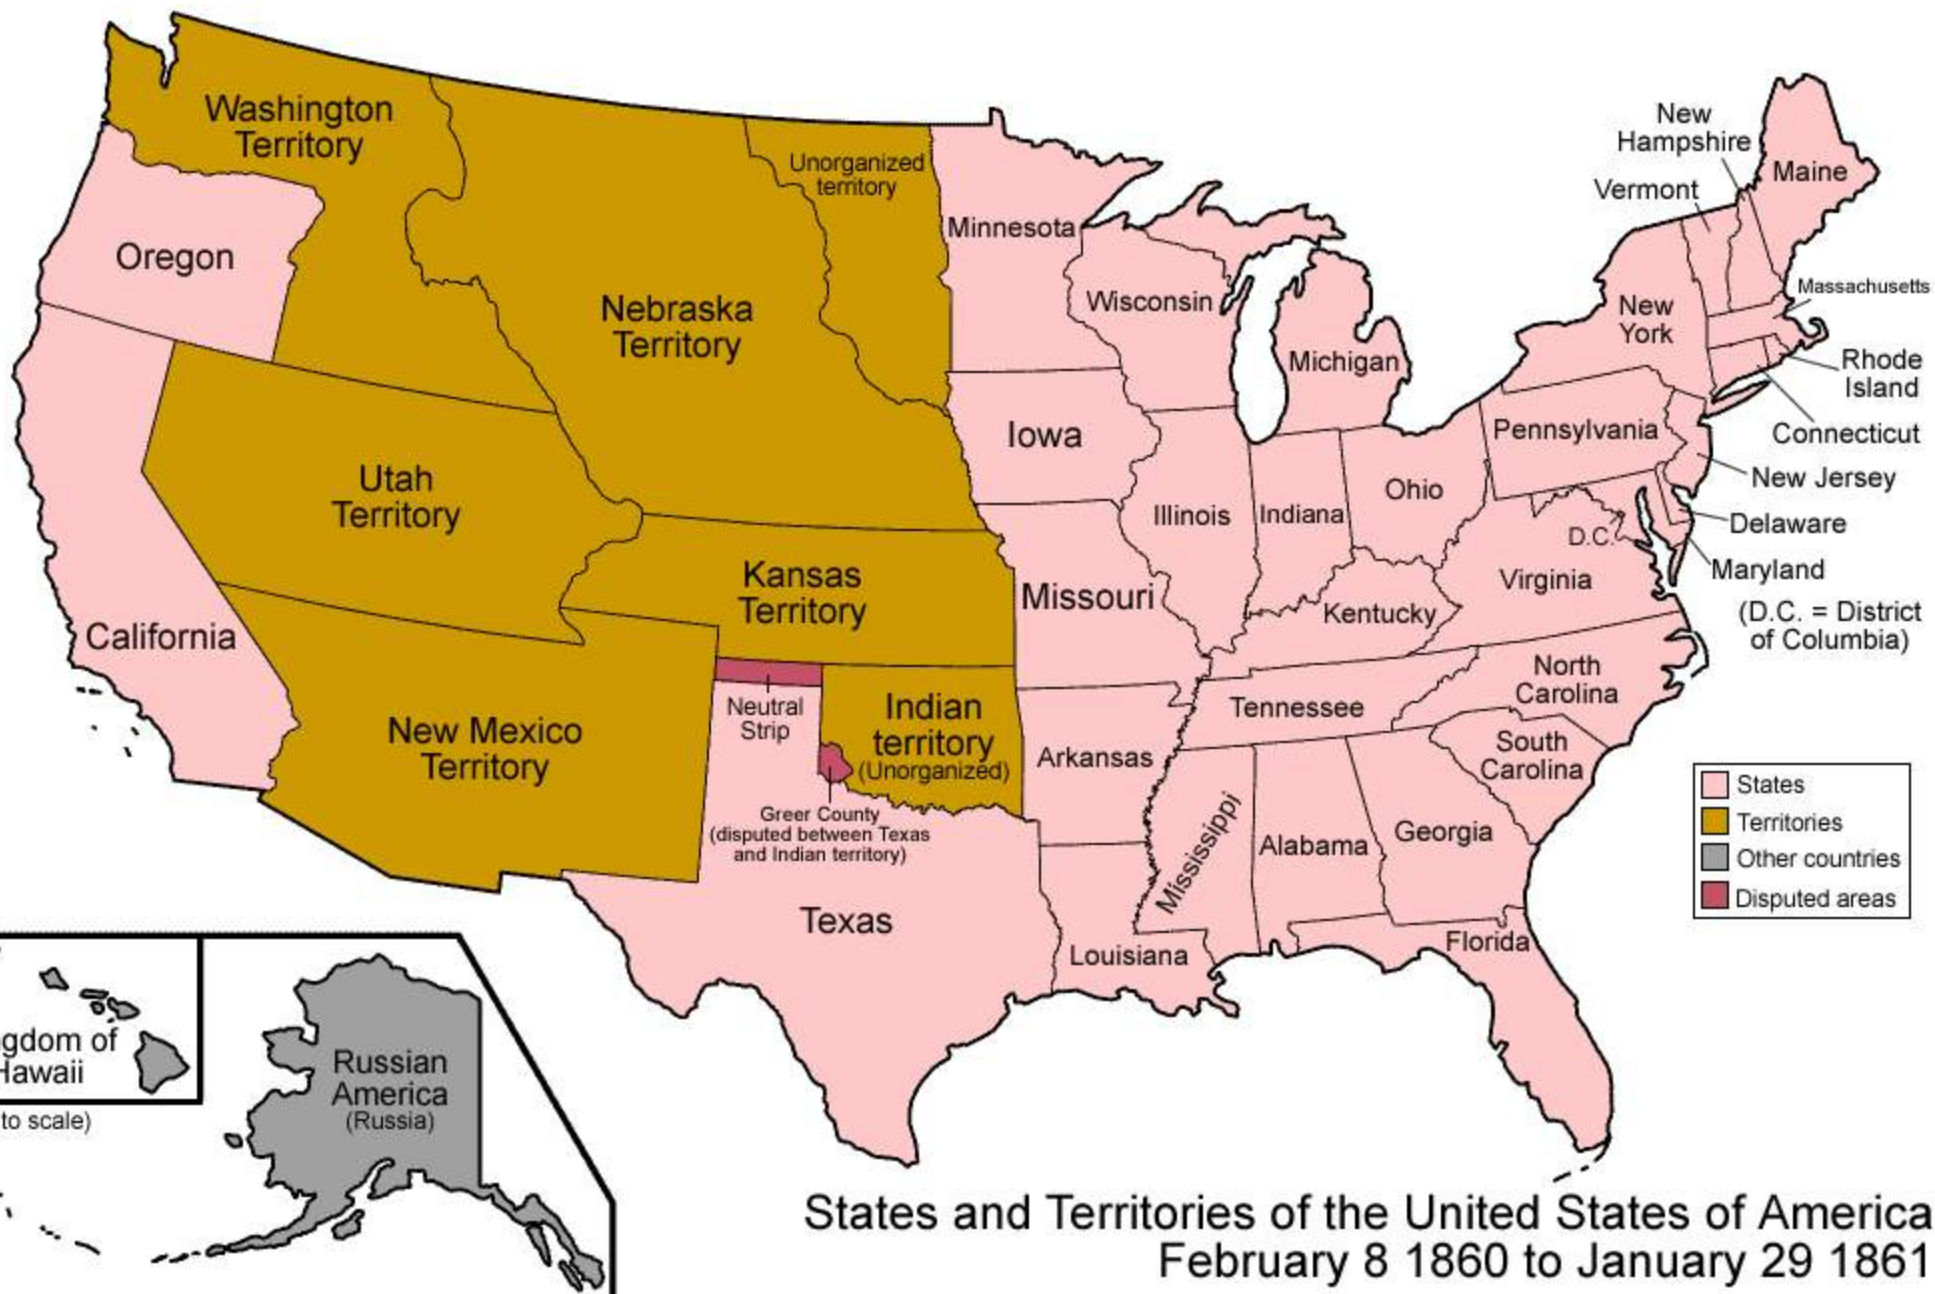 Washington
Territory
Unorganized
territory
New
Hampshire
Maine
Vermont
Minnesota
Oregon
Massachusetts
Wisconsin
New
York
Nebraska
Territory
Michigan
Rhode
Island
Iowa
Pennsylvania
Connecticut
Utah
Territory
Ohio
New Jersey
Illinois
Indiana
Delaware
D.C.
Kansas
Territory
Virginia
Maryland
Missouri
Kentucky
(D.C. = District
of Columbia)
California
North
Carolina
Neutral
Strip
Indian
territory
(Unorganized)
Tennessee
New Mexico
Territory
Arkansas
South
Carolina
States
Territories
Other countries
Disputed areas
Greer County
(disputed between Texas
and Indian territory)
Mississippi
Alabama
Georgia
Texas
Louisiana
Florida
gdom of
Hawaii
to scale)
Russian
America
(Russia)
States and Territories of the United States of America
February 8 1860 to January 29 1861